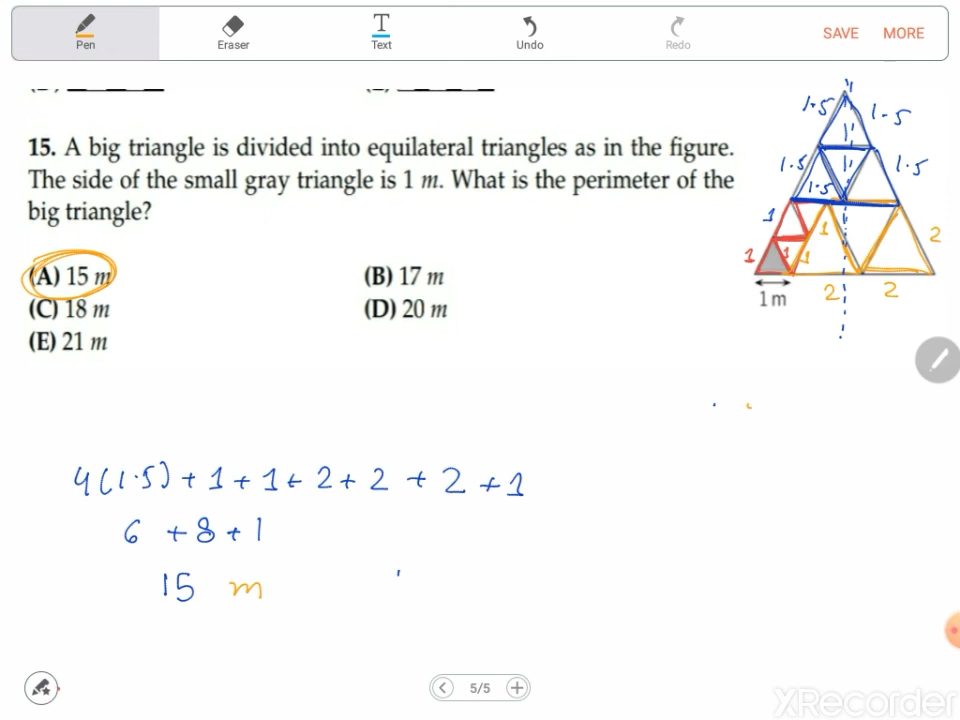 Pen
Eraser
T
Text
Undo
Redo
SAVE MORE
15. A big triangle is divided into equilateral triangles as in the figure.
The side of the small gray triangle is 1 m. What is the perimeter of the
big triangle?
(A) 15 m (B) 17 m
(C) 18 m (D) 20 m
(E) 21 m
1.5 1.5
1.5 1.5
1.5
1 1 2
1 1 1
1 m 2 2
4(1.5) + 1 + 1 + 2 + 2 + 2 + 1
6 + 8 + 1
15 m
5/5
XRecorder